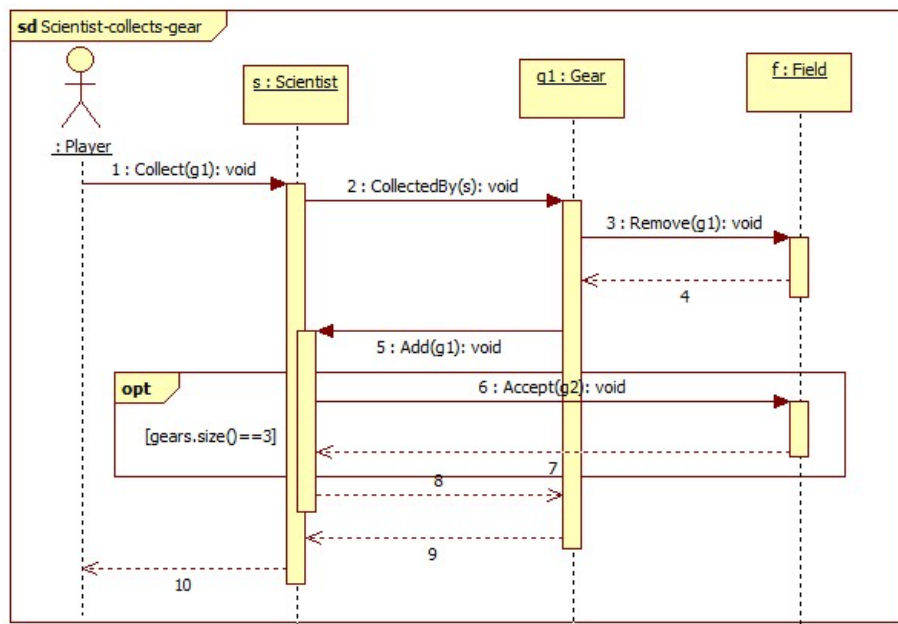 sd Scientist-collects-gear
s : Scientist
g1 : Gear
f : Field
: Player
1 : Collect(g1): void
2 : CollectedBy(s): void
3 : Remove(g1): void
4
5 : Add(g1): void
opt
6 : Accept(g2): void
[gears.size()==3]
7
8
9
10